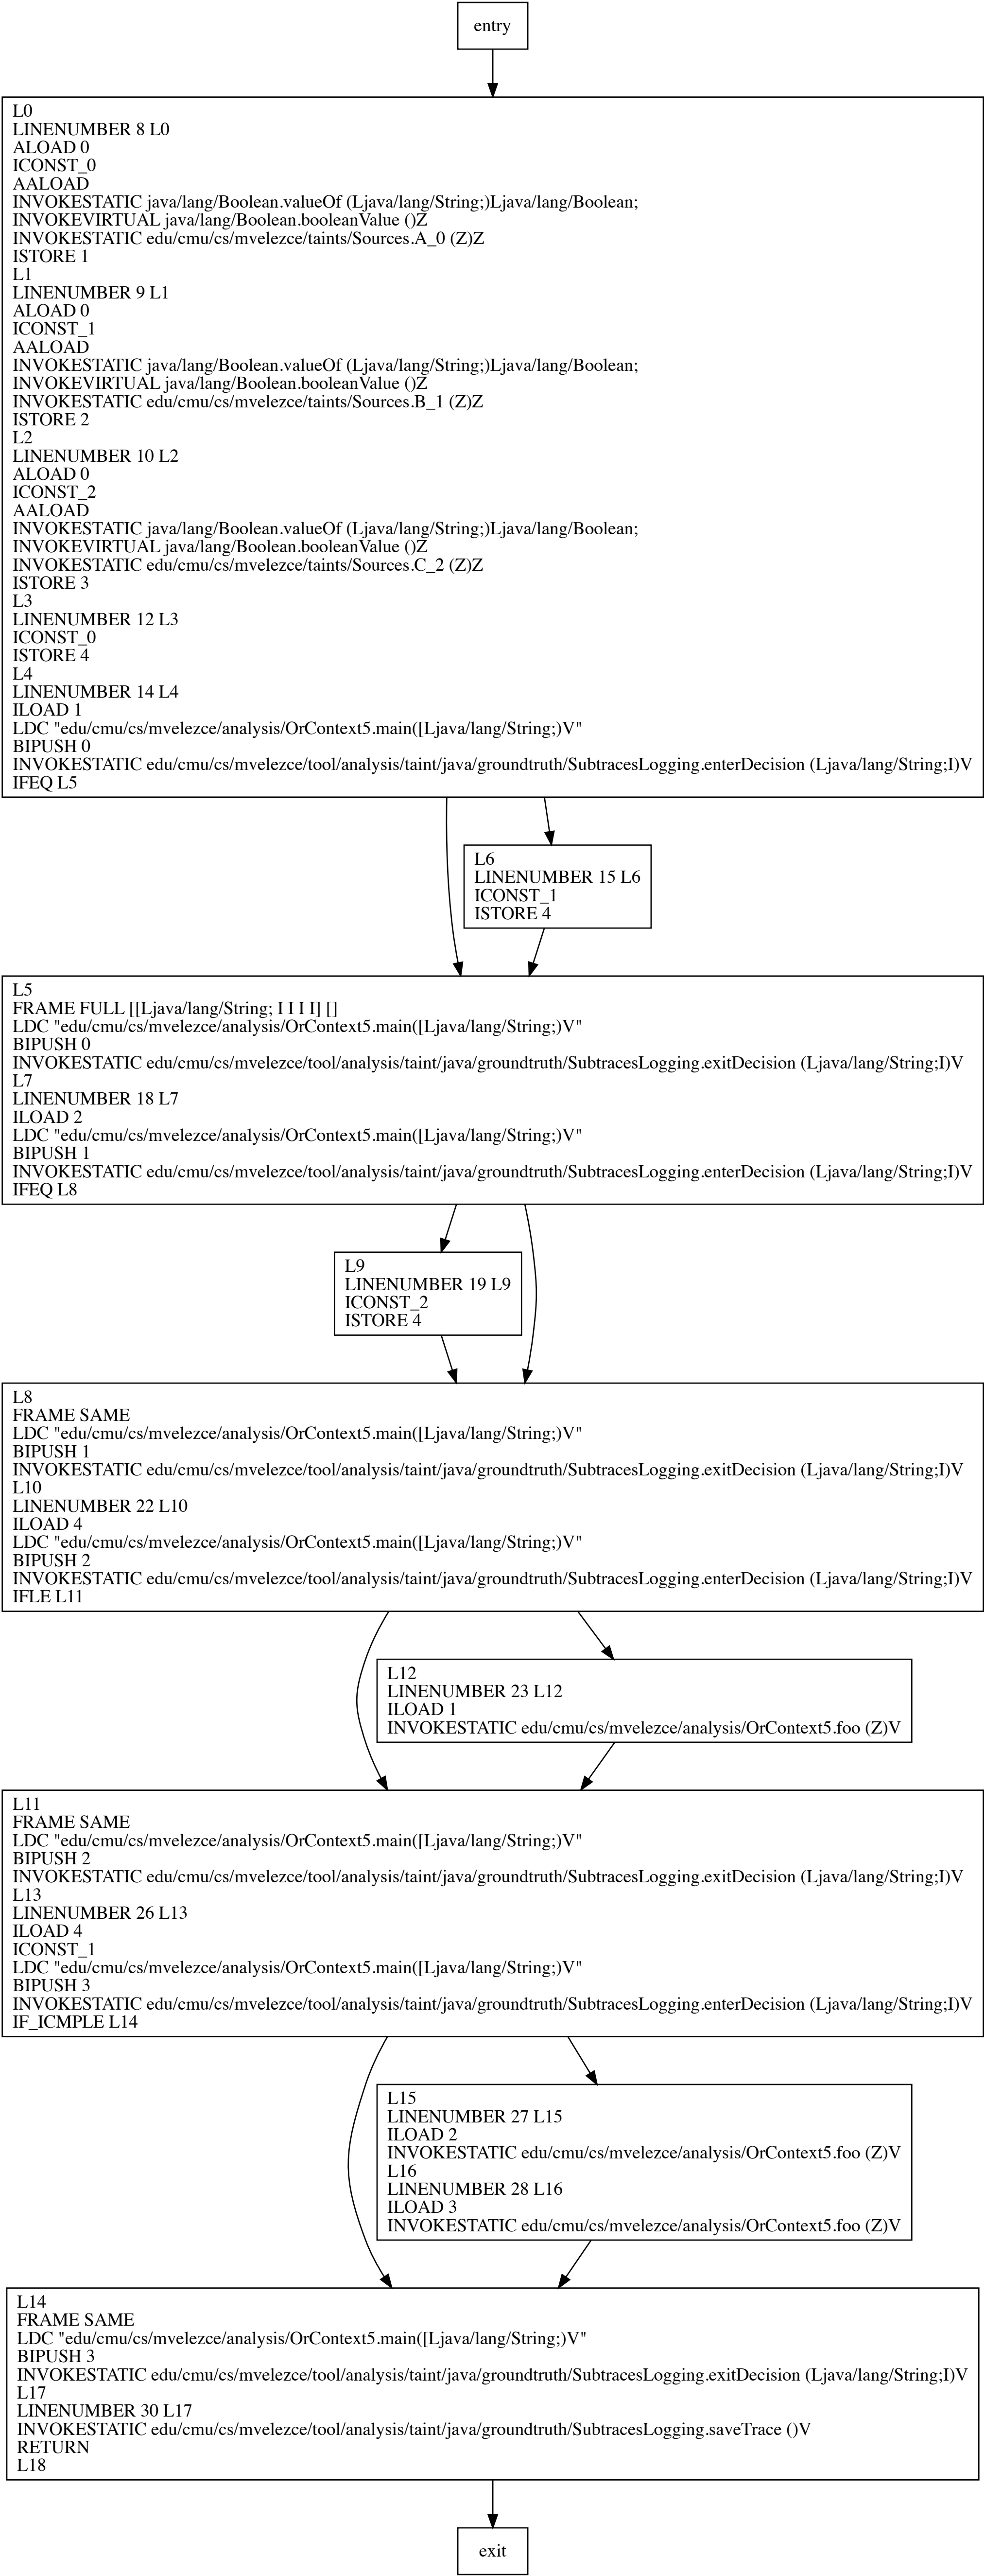 entry
L0
LINENUMBER 8 L0
ALOAD 0
ICONST_0
AALOAD
INVOKESTATIC java/lang/Boolean.valueOf (Ljava/lang/String;)Ljava/lang/Boolean;
INVOKEVIRTUAL java/lang/Boolean.booleanValue ()Z
INVOKESTATIC edu/cmu/cs/mvelezce/taints/Sources.A_0 (Z)Z
ISTORE 1
L1
LINENUMBER 9 L1
ALOAD 0
ICONST_1
AALOAD
INVOKESTATIC java/lang/Boolean.valueOf (Ljava/lang/String;)Ljava/lang/Boolean;
INVOKEVIRTUAL java/lang/Boolean.booleanValue ()Z
INVOKESTATIC edu/cmu/cs/mvelezce/taints/Sources.B_1 (Z)Z
ISTORE 2
L2
LINENUMBER 10 L2
ALOAD 0
ICONST_2
AALOAD
INVOKESTATIC java/lang/Boolean.valueOf (Ljava/lang/String;)Ljava/lang/Boolean;
INVOKEVIRTUAL java/lang/Boolean.booleanValue ()Z
INVOKESTATIC edu/cmu/cs/mvelezce/taints/Sources.C_2 (Z)Z
ISTORE 3
L3
LINENUMBER 12 L3
ICONST_0
ISTORE 4
L4
LINENUMBER 14 L4
ILOAD 1
LDC "edu/cmu/cs/mvelezce/analysis/OrContext5.main([Ljava/lang/String;)V"
BIPUSH 0
INVOKESTATIC edu/cmu/cs/mvelezce/tool/analysis/taint/java/groundtruth/SubtracesLogging.enterDecision (Ljava/lang/String;I)V
IFEQ L5
L6
LINENUMBER 15 L6
ICONST_1
ISTORE 4
L5
FRAME FULL [[Ljava/lang/String; I I I I] []
LDC "edu/cmu/cs/mvelezce/analysis/OrContext5.main([Ljava/lang/String;)V"
BIPUSH 0
INVOKESTATIC edu/cmu/cs/mvelezce/tool/analysis/taint/java/groundtruth/SubtracesLogging.exitDecision (Ljava/lang/String;I)V
L7
LINENUMBER 18 L7
ILOAD 2
LDC "edu/cmu/cs/mvelezce/analysis/OrContext5.main([Ljava/lang/String;)V"
BIPUSH 1
INVOKESTATIC edu/cmu/cs/mvelezce/tool/analysis/taint/java/groundtruth/SubtracesLogging.enterDecision (Ljava/lang/String;I)V
IFEQ L8
L9
LINENUMBER 19 L9
ICONST_2
ISTORE 4
L8
FRAME SAME
LDC "edu/cmu/cs/mvelezce/analysis/OrContext5.main([Ljava/lang/String;)V"
BIPUSH 1
INVOKESTATIC edu/cmu/cs/mvelezce/tool/analysis/taint/java/groundtruth/SubtracesLogging.exitDecision (Ljava/lang/String;I)V
L10
LINENUMBER 22 L10
ILOAD 4
LDC "edu/cmu/cs/mvelezce/analysis/OrContext5.main([Ljava/lang/String;)V"
BIPUSH 2
INVOKESTATIC edu/cmu/cs/mvelezce/tool/analysis/taint/java/groundtruth/SubtracesLogging.enterDecision (Ljava/lang/String;I)V
IFLE L11
L12
LINENUMBER 23 L12
ILOAD 1
INVOKESTATIC edu/cmu/cs/mvelezce/analysis/OrContext5.foo (Z)V
L11
FRAME SAME
LDC "edu/cmu/cs/mvelezce/analysis/OrContext5.main([Ljava/lang/String;)V"
BIPUSH 2
INVOKESTATIC edu/cmu/cs/mvelezce/tool/analysis/taint/java/groundtruth/SubtracesLogging.exitDecision (Ljava/lang/String;I)V
L13
LINENUMBER 26 L13
ILOAD 4
ICONST_1
LDC "edu/cmu/cs/mvelezce/analysis/OrContext5.main([Ljava/lang/String;)V"
BIPUSH 3
INVOKESTATIC edu/cmu/cs/mvelezce/tool/analysis/taint/java/groundtruth/SubtracesLogging.enterDecision (Ljava/lang/String;I)V
IF_ICMPLE L14
L15
LINENUMBER 27 L15
ILOAD 2
INVOKESTATIC edu/cmu/cs/mvelezce/analysis/OrContext5.foo (Z)V
L16
LINENUMBER 28 L16
ILOAD 3
INVOKESTATIC edu/cmu/cs/mvelezce/analysis/OrContext5.foo (Z)V
L14
FRAME SAME
LDC "edu/cmu/cs/mvelezce/analysis/OrContext5.main([Ljava/lang/String;)V"
BIPUSH 3
INVOKESTATIC edu/cmu/cs/mvelezce/tool/analysis/taint/java/groundtruth/SubtracesLogging.exitDecision (Ljava/lang/String;I)V
L17
LINENUMBER 30 L17
INVOKESTATIC edu/cmu/cs/mvelezce/tool/analysis/taint/java/groundtruth/SubtracesLogging.saveTrace ()V
RETURN
L18
exit